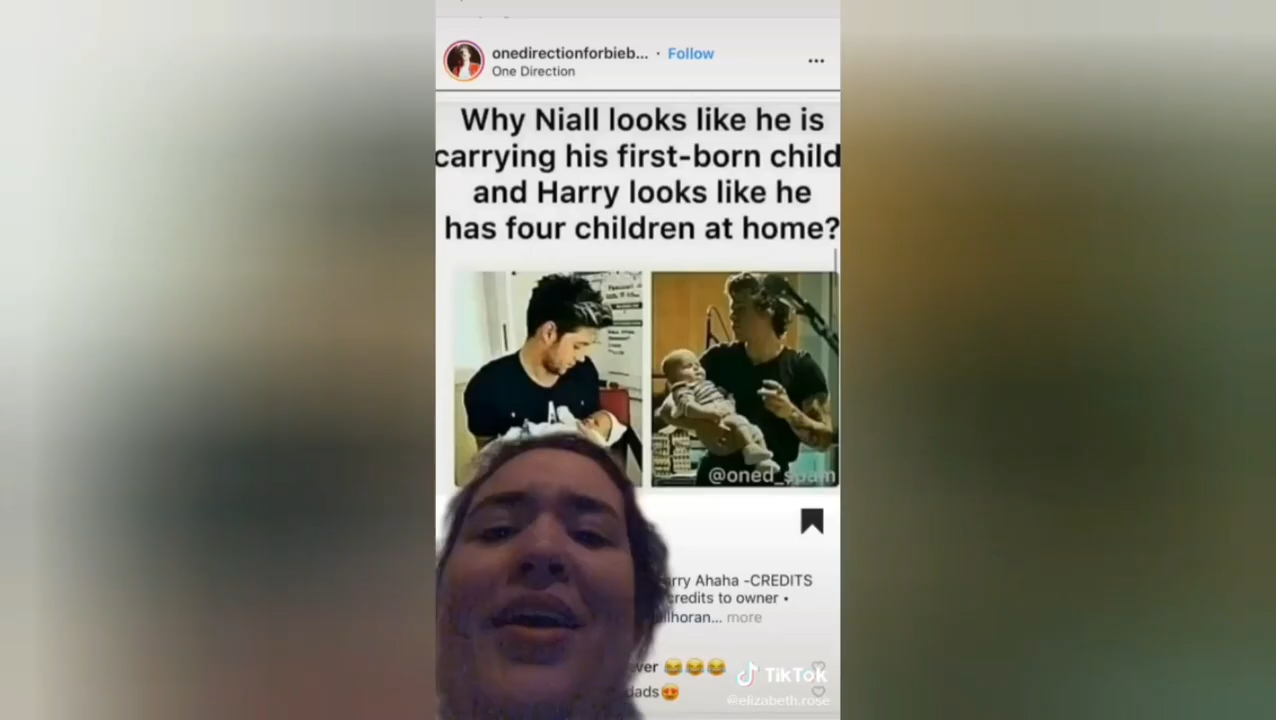 onedirectionforbieb... • Follow
One Direction
Why Niall looks like he is
carrying his first-born child
and Harry looks like he
has four children at home?
@oned_spam
arry Ahaha -CREDITS
credits to owner •
ilhoran... more
ver 😂😂😂
dads😍
TikTok
@elizabeth.rose